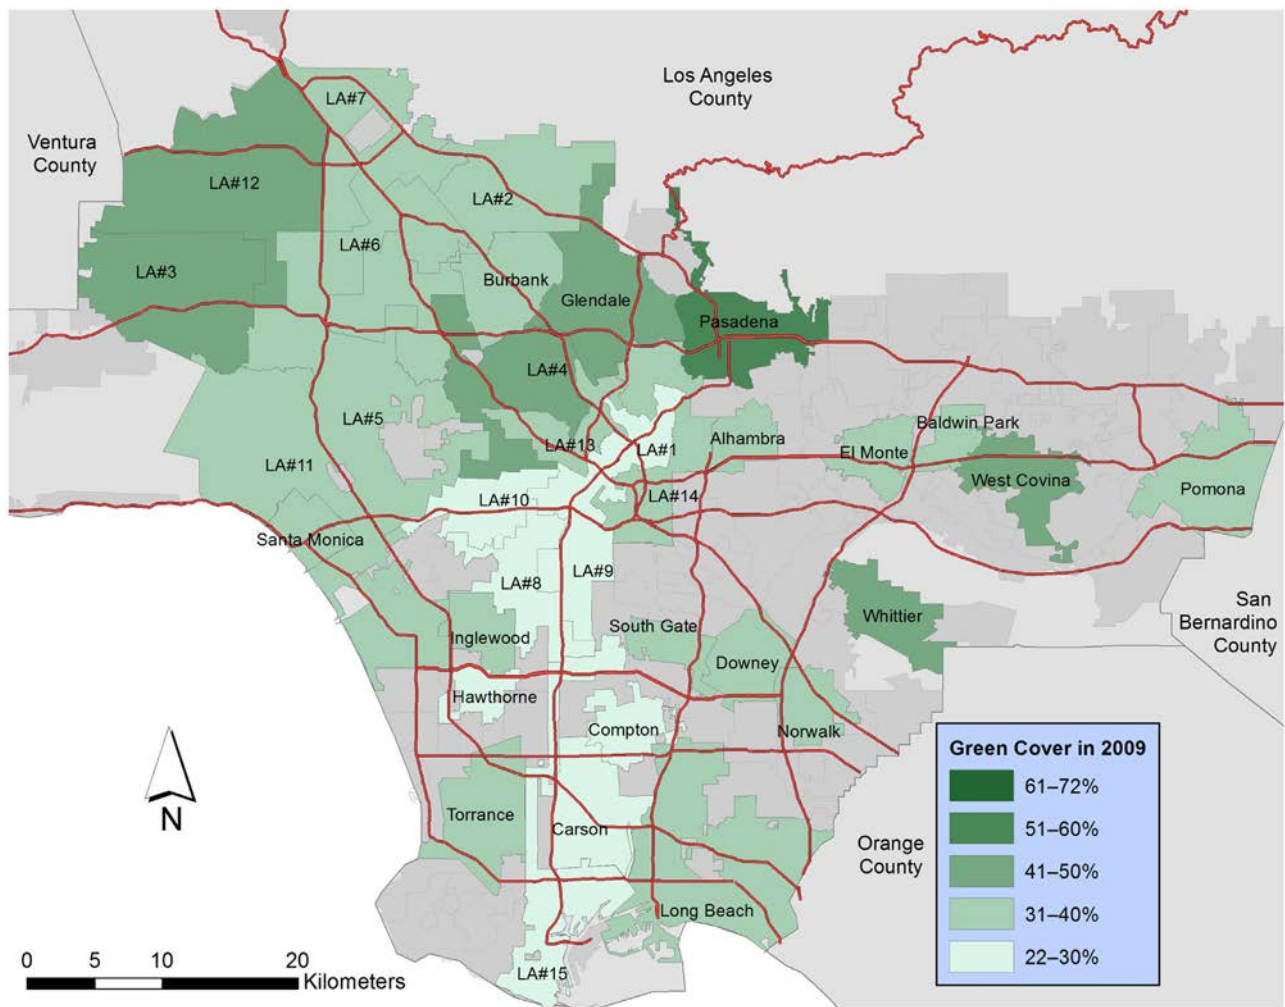 Los Angeles
County
LA#7
Ventura
County
LA#12
LA#2
LA#6
LA#3
Burbank
Glendale
Pasadena
LA#4
LA#5
Baldwin Park
LA#13
LA#1
Alhambra
El Monte
LA#11
West Covina
Pomona
LA#10
LA#14
Santa Monica
LA#8
LA#9
San
Bernardino
County
Whittier
South Gate
Inglewood
Downey
Hawthorne
Compton
Norwalk
Green Cover in 2009
61–72%
51–60%
41–50%
31–40%
22–30%
N
Torrance
Carson
Orange
County
Long Beach
LA#15
0 5 10 20
Kilometers